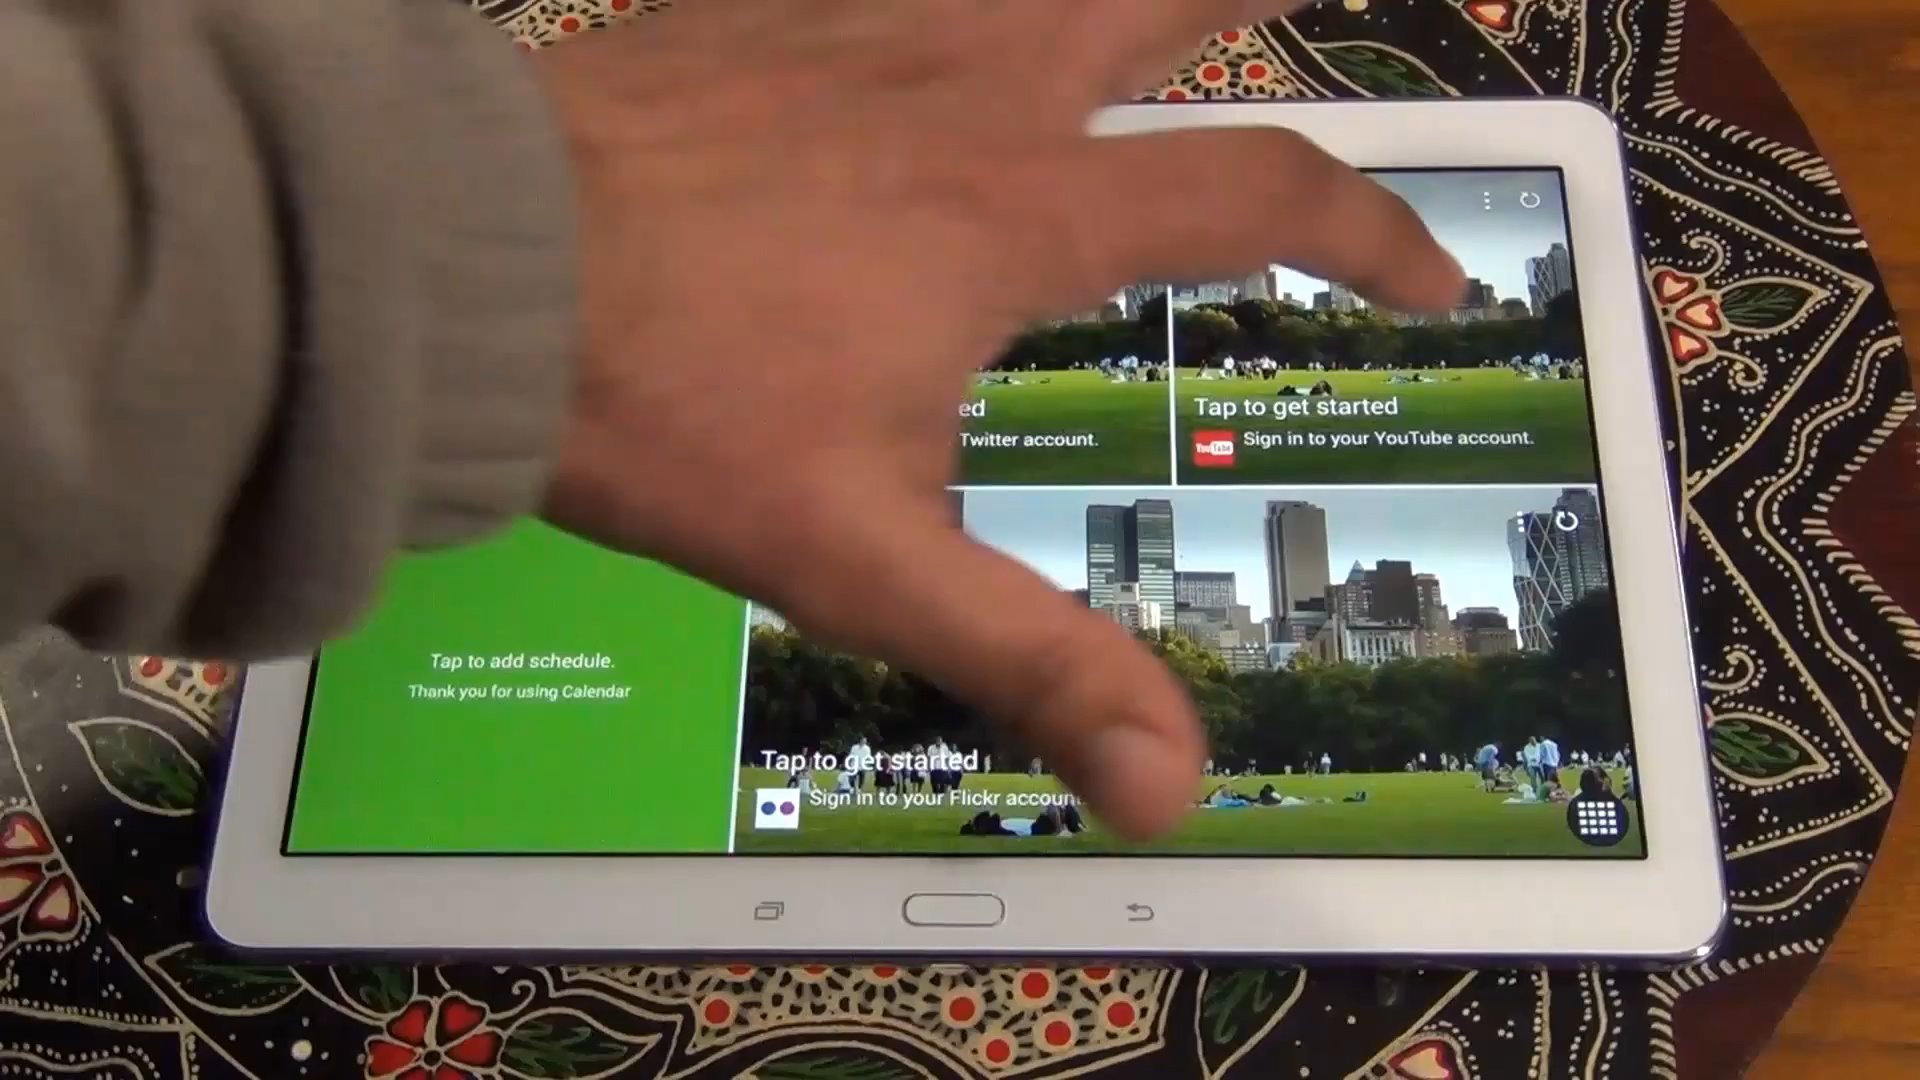 ed
Twitter account.
Tap to get started
YouTube
Sign in to your YouTube account.
Tap to add schedule.
Thank you for using Calendar
Tap to get started
Sign in to your Flickr accoun